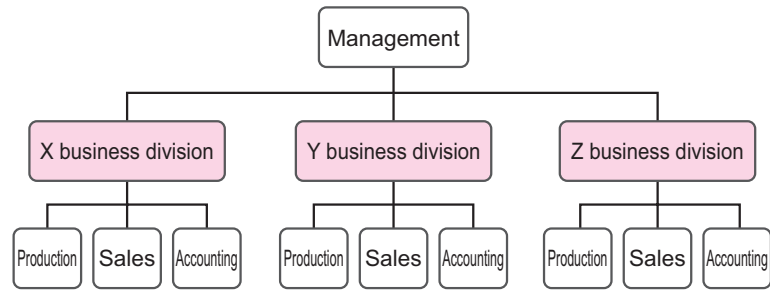 Management
X business division
Y business division
Z business division
Production
Sales
Accounting
Production
Sales
Accounting
Production
Sales
Accounting